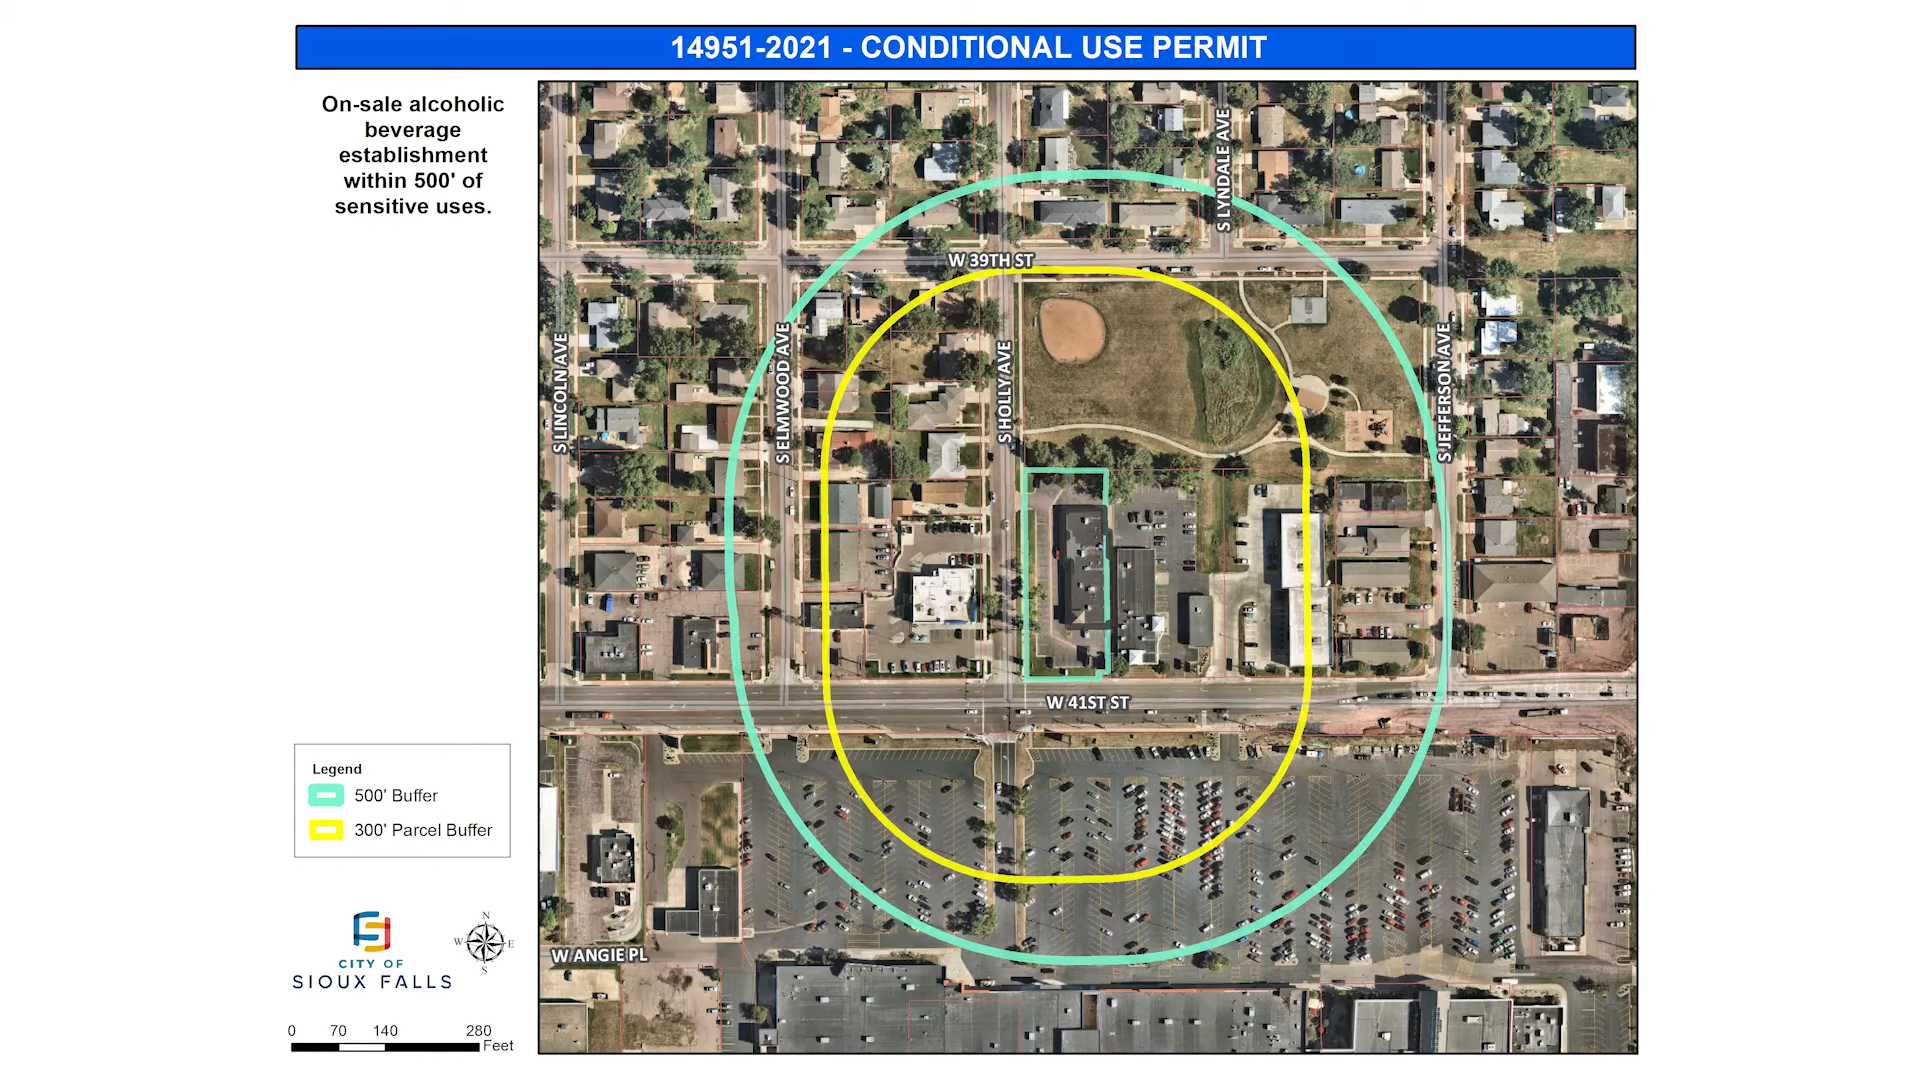 14951-2021 - CONDITIONAL USE PERMIT
On-sale alcoholic
beverage
establishment
within 500' of
sensitive uses.
S LYNDALE AVE
W 39TH ST
S LINCOLN AVE
S ELMWOOD AVE
S HOLLY AVE
S JEFFERSON AVE
W 41ST ST
W ANGIE PL
Legend
500' Buffer
300' Parcel Buffer
CITY OF
SIOUX FALLS
N
W E
S
0 70 140 280
Feet